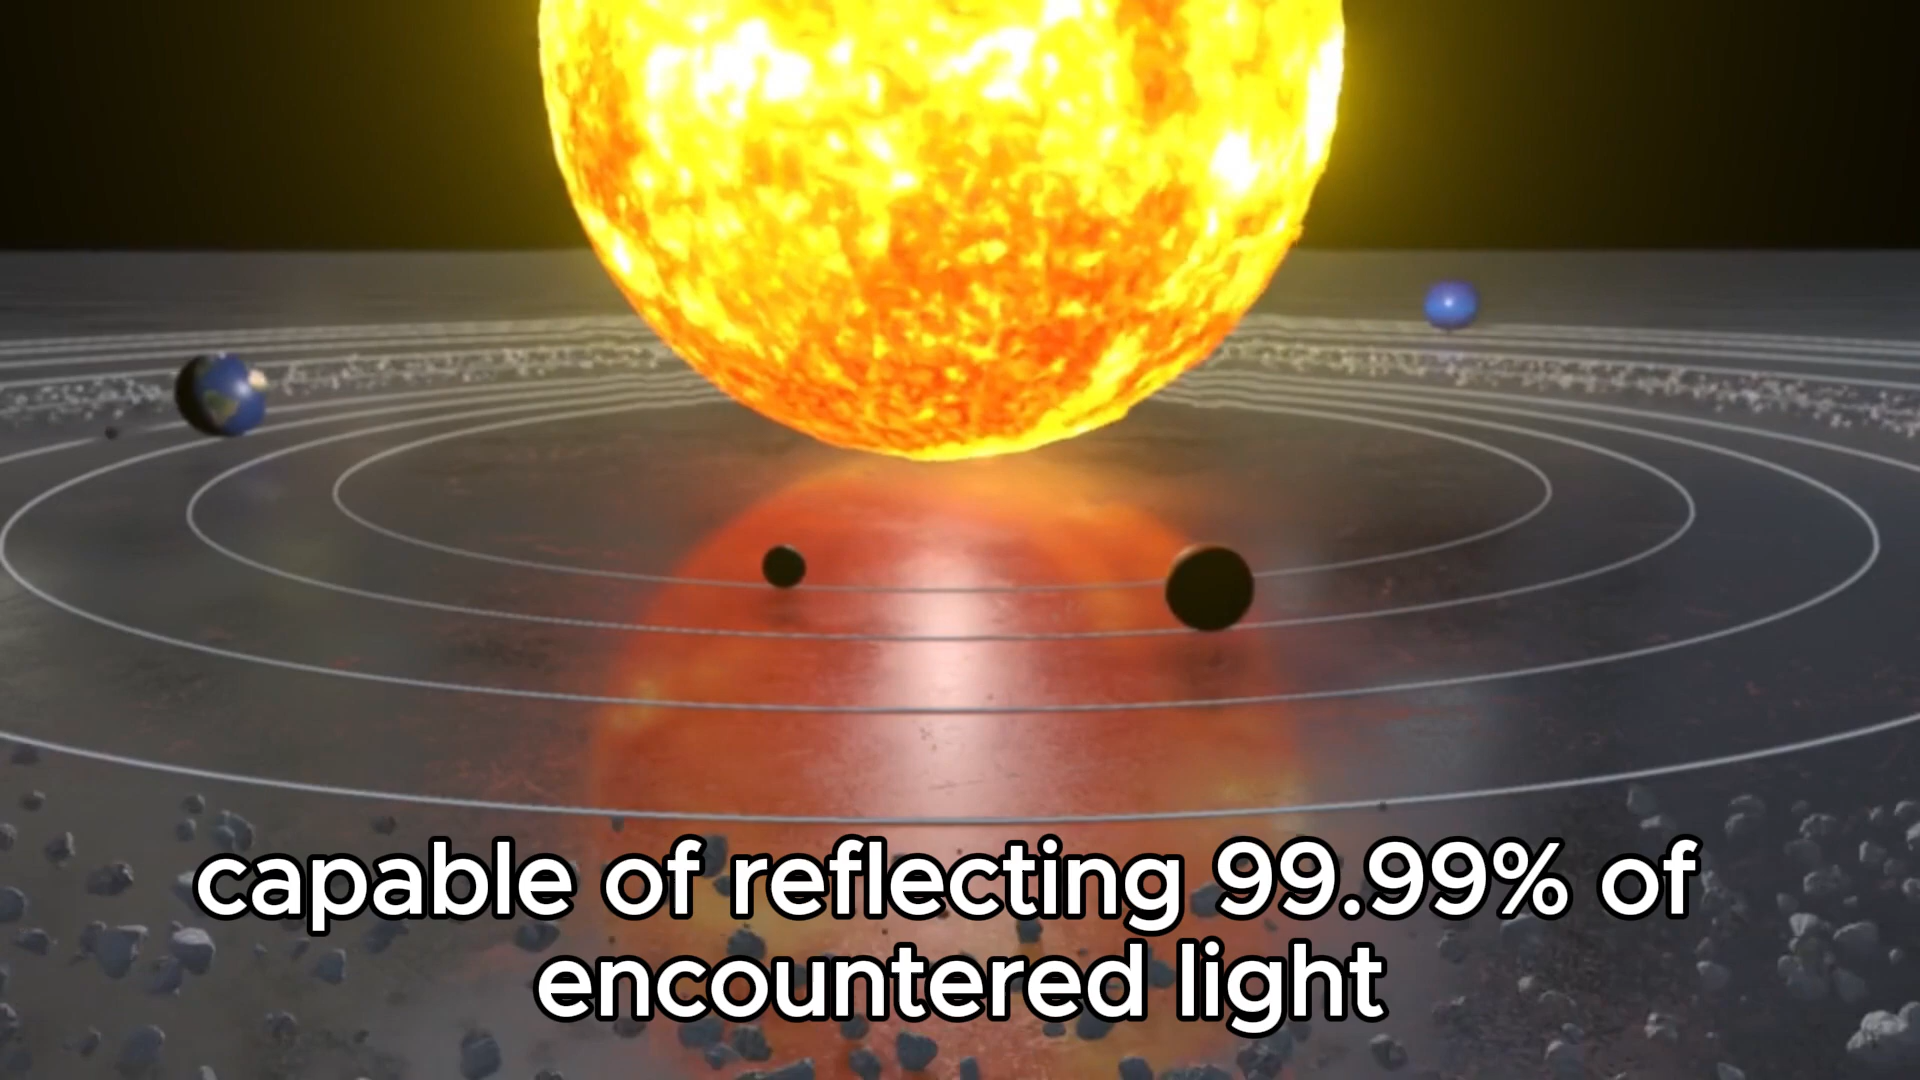 capable of reflecting 99.99% of
encountered light